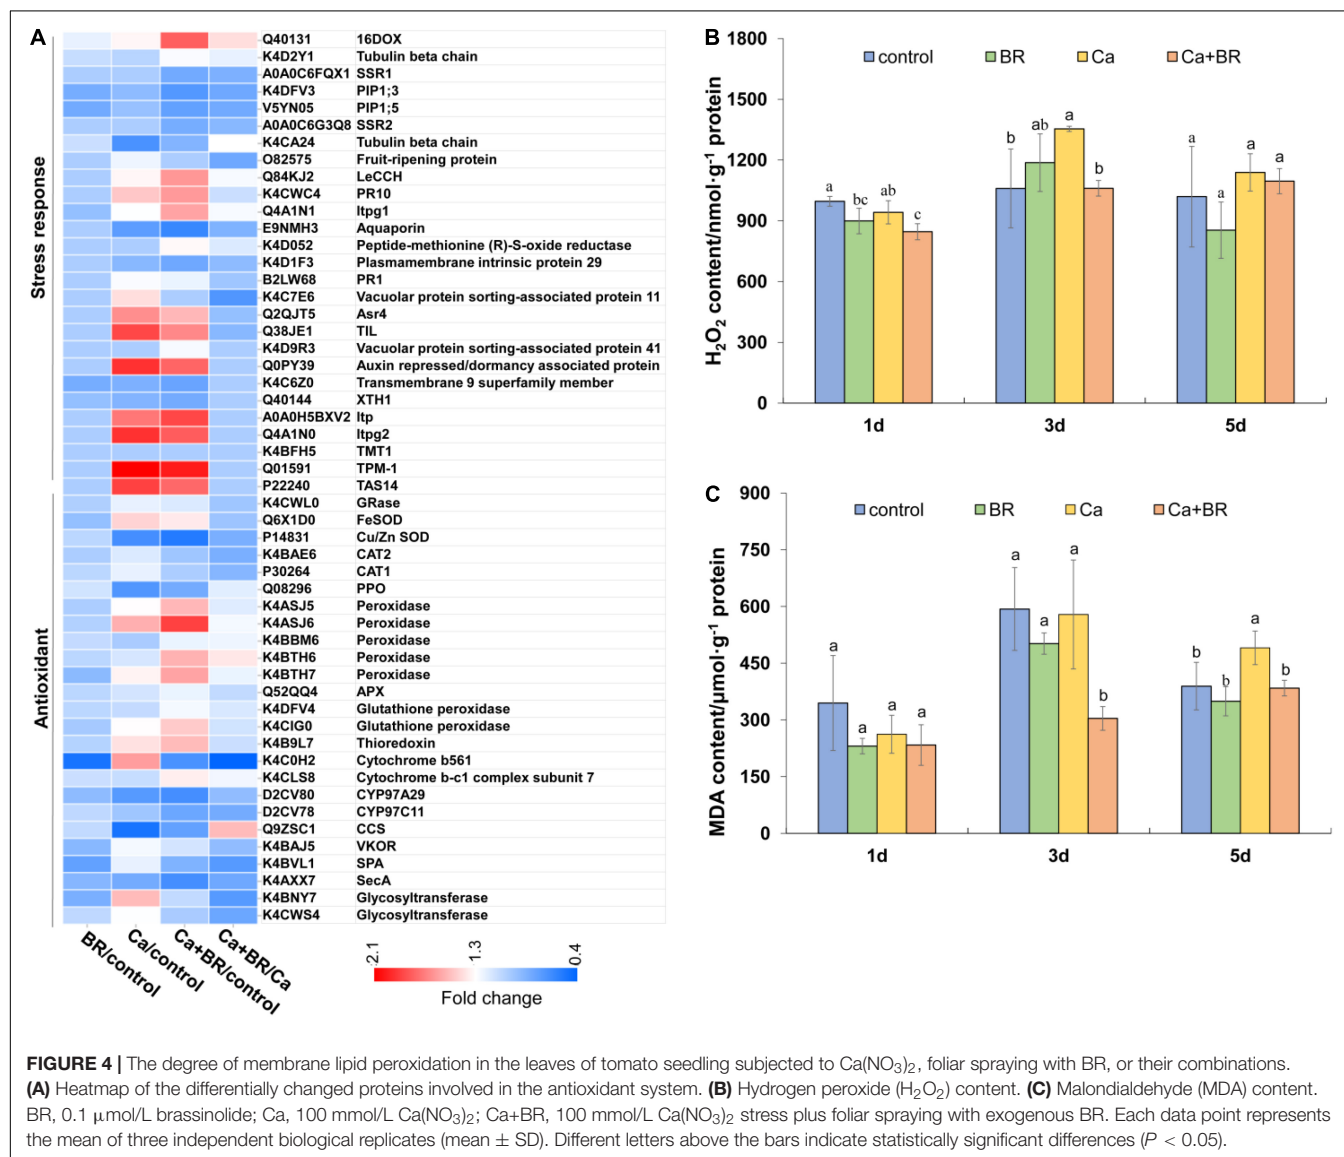 A
Stress response
Antioxidant
Q40131 16DOX
K4D2Y1 Tubulin beta chain
A0A0C6FQX1 SSR1
K4DFV3 PIP1;3
V5YN05 PIP1;5
A0A0C6G3Q8 SSR2
K4CA24 Tubulin beta chain
O82575 Fruit-ripening protein
Q84KJ2 LeCCH
K4CWC4 PR10
Q4A1N1 ltpg1
E9NMH3 Aquaporin
K4D052 Peptide-methionine (R)-S-oxide reductase
K4D1F3 Plasmamembrane intrinsic protein 29
B2LW68 PR1
K4C7E6 Vacuolar protein sorting-associated protein 11
Q2QJT5 Asr4
Q38JE1 TIL
K4D9R3 Vacuolar protein sorting-associated protein 41
Q0PY39 Auxin repressed/dormancy associated protein
K4C6Z0 Transmembrane 9 superfamily member
Q40144 XTH1
A0A0H5BXV2 ltp
Q4A1N0 ltpg2
K4BFH5 TMT1
Q01591 TPM-1
P22240 TAS14
K4CWL0 GRase
Q6X1D0 FeSOD
P14831 Cu/Zn SOD
K4BAE6 CAT2
P30264 CAT1
Q08296 PPO
K4ASJ5 Peroxidase
K4ASJ6 Peroxidase
K4BBM6 Peroxidase
K4BTH6 Peroxidase
K4BTH7 Peroxidase
Q52QQ4 APX
K4DFV4 Glutathione peroxidase
K4CIG0 Glutathione peroxidase
K4B9L7 Thioredoxin
K4C0H2 Cytochrome b561
K4CLS8 Cytochrome b-c1 complex subunit 7
D2CV80 CYP97A29
D2CV78 CYP97C11
Q9ZSC1 CCS
K4BAJ5 VKOR
K4BVL1 SPA
K4AXX7 SecA
K4BNY7 Glycosyltransferase
K4CWS4 Glycosyltransferase
BR/control
Ca/control
Ca+BR/control
Ca+BR/Ca
2.1 1.3 0.4
Fold change
B
H₂O₂ content/nmol·g⁻¹ protein
control BR Ca Ca+BR
1800
1500
1200
900
600
300
0
a bc ab c
b ab a b
a a a a
1d 3d 5d
C
MDA content/μmol·g⁻¹ protein
control BR Ca Ca+BR
900
750
600
450
300
150
0
a a a a
a a a b
b b a b
1d 3d 5d
FIGURE 4 | The degree of membrane lipid peroxidation in the leaves of tomato seedling subjected to Ca(NO₃)₂, foliar spraying with BR, or their combinations.
(A) Heatmap of the differentially changed proteins involved in the antioxidant system. (B) Hydrogen peroxide (H₂O₂) content. (C) Malondialdehyde (MDA) content.
BR, 0.1 μmol/L brassinolide; Ca, 100 mmol/L Ca(NO₃)₂; Ca+BR, 100 mmol/L Ca(NO₃)₂ stress plus foliar spraying with exogenous BR. Each data point represents
the mean of three independent biological replicates (mean ± SD). Different letters above the bars indicate statistically significant differences (P < 0.05).